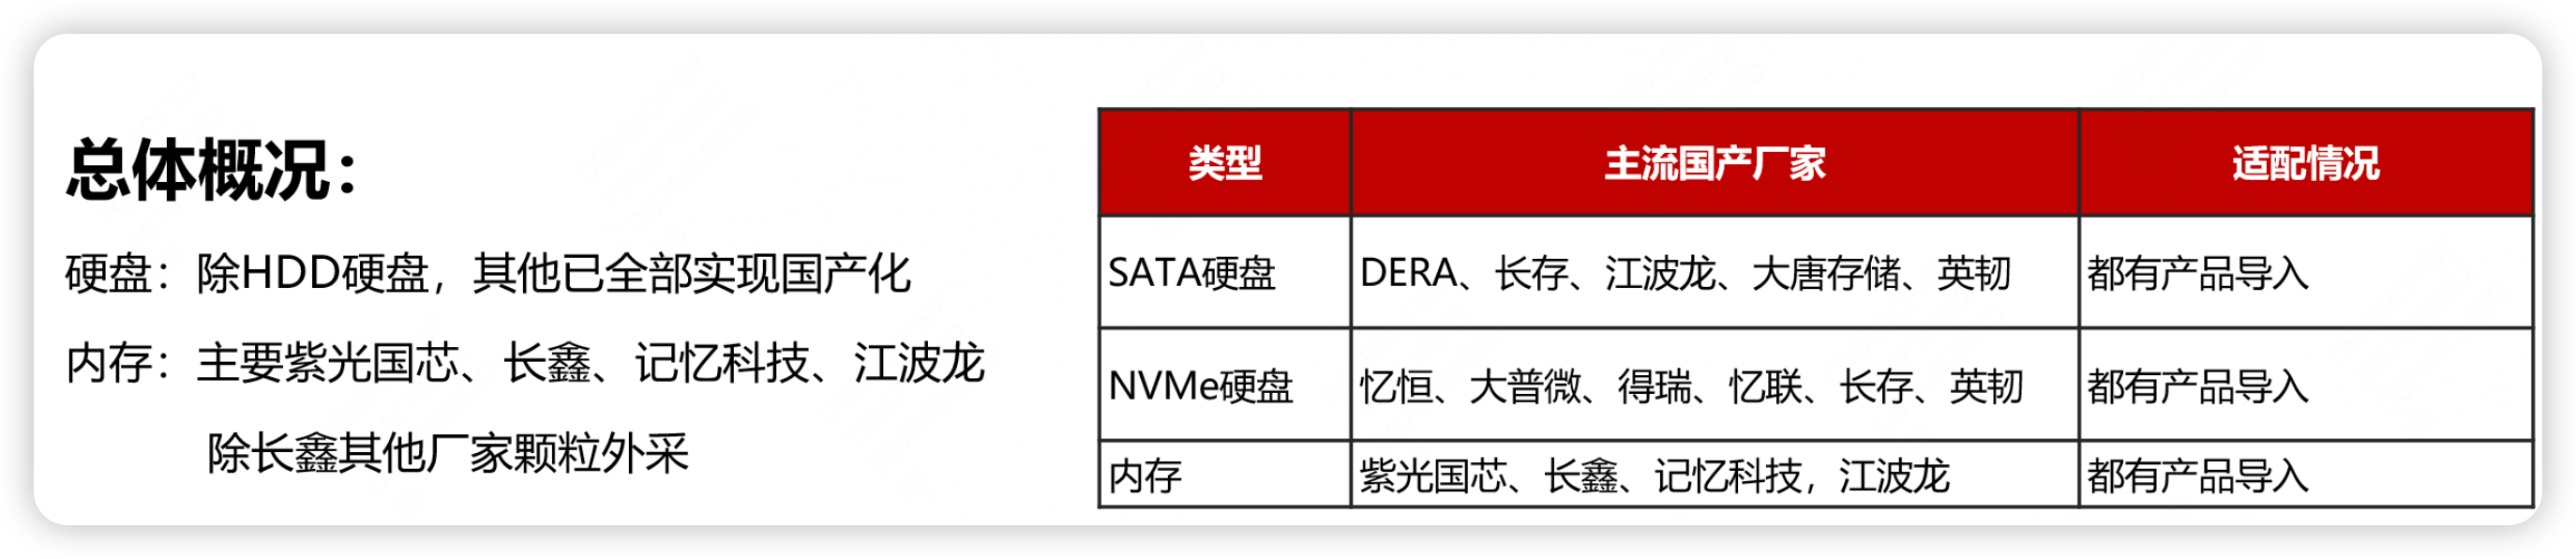 总体概况：
硬盘：除HDD硬盘，其他已全部实现国产化
内存：主要紫光国芯、长鑫、记忆科技、江波龙
除长鑫其他厂家颗粒外采
类型 主流国产厂家 适配情况
SATA硬盘 DERA、长存、江波龙、大唐存储、英韧 都有产品导入
NVMe硬盘 忆恒、大普微、得瑞、忆联、长存、英韧 都有产品导入
内存 紫光国芯、长鑫、记忆科技，江波龙 都有产品导入